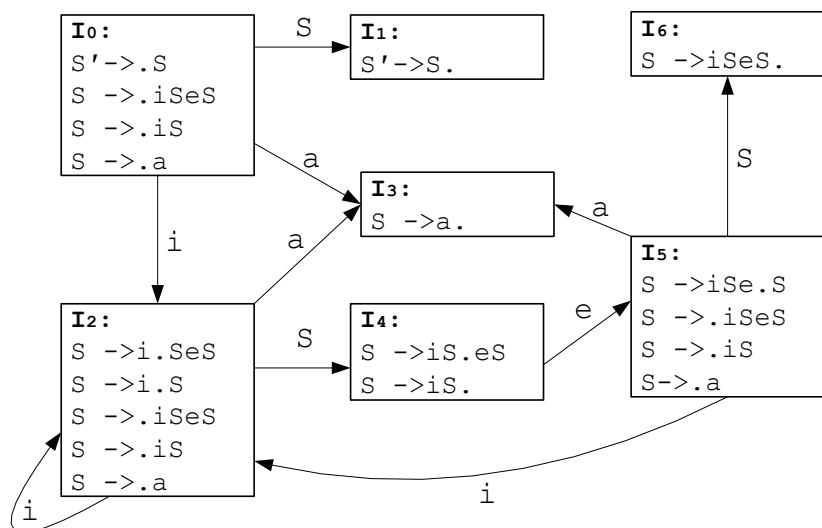 I0:
S'->.S
S ->.iSeS
S ->.iS
S ->.a
S
I1:
S'->S.
I6:
S ->iSeS.
a
I3:
S ->a.
S
i
a
a
I2:
S ->i.SeS
S ->i.S
S ->.iSeS
S ->.iS
S ->.a
S
I4:
S ->iS.eS
S ->iS.
e
I5:
S ->iSe.S
S ->.iSeS
S ->.iS
S->.a
i
i